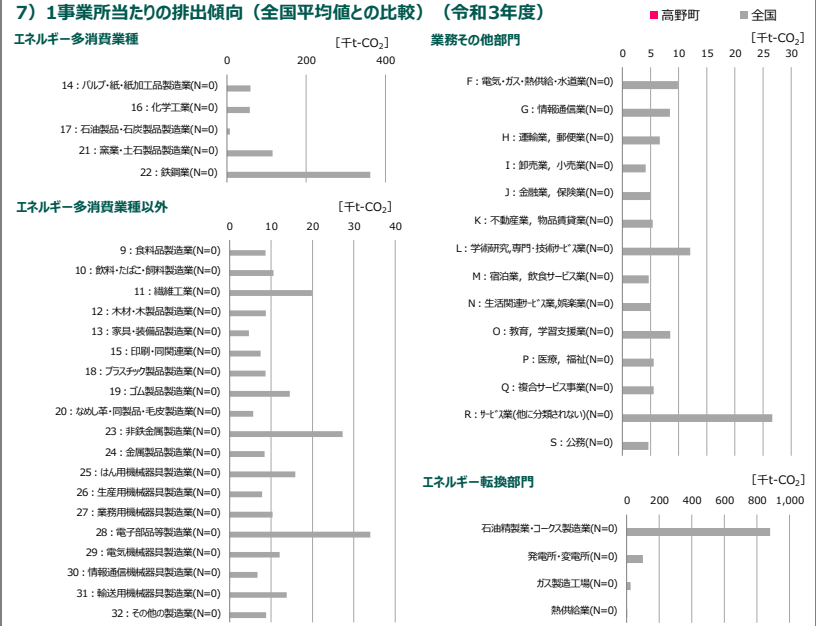 7）1事業所当たりの排出傾向（全国平均値との比較）（令和3年度）
高野町 全国
エネルギー多消費業種
［千t-CO2］
0 200 400
14：パルプ・紙・紙加工品製造業(N=0)
16：化学工業(N=0)
17：石油製品・石炭製品製造業(N=0)
21：窯業・土石製品製造業(N=0)
22：鉄鋼業(N=0)
エネルギー多消費業種以外
［千t-CO2］
0 10 20 30 40
9：食料品製造業(N=0)
10：飲料・たばこ・飼料製造業(N=0)
11：繊維工業(N=0)
12：木材・木製品製造業(N=0)
13：家具・装備品製造業(N=0)
15：印刷・同関連業(N=0)
18：プラスチック製品製造業(N=0)
19：ゴム製品製造業(N=0)
20：なめし革・同製品・毛皮製造業(N=0)
23：非鉄金属製造業(N=0)
24：金属製品製造業(N=0)
25：はん用機械器具製造業(N=0)
26：生産用機械器具製造業(N=0)
27：業務用機械器具製造業(N=0)
28：電子部品等製造業(N=0)
29：電気機械器具製造業(N=0)
30：情報通信機械器具製造業(N=0)
31：輸送用機械器具製造業(N=0)
32：その他の製造業(N=0)
業務その他部門
［千t-CO2］
0 5 10 15 20 25 30
F：電気・ガス・熱供給・水道業(N=0)
G：情報通信業(N=0)
H：運輸業，郵便業(N=0)
I：卸売業，小売業(N=0)
J：金融業，保険業(N=0)
K：不動産業，物品賃貸業(N=0)
L：学術研究,専門・技術サービス業(N=0)
M：宿泊業，飲食サービス業(N=0)
N：生活関連サービス業,娯楽業(N=0)
O：教育，学習支援業(N=0)
P：医療，福祉(N=0)
Q：複合サービス事業(N=0)
R：サービス業(他に分類されない)(N=0)
S：公務(N=0)
エネルギー転換部門
［千t-CO2］
0 200 400 600 800 1,000
石油精製業・コークス製造業(N=0)
発電所・変電所(N=0)
ガス製造工場(N=0)
熱供給業(N=0)